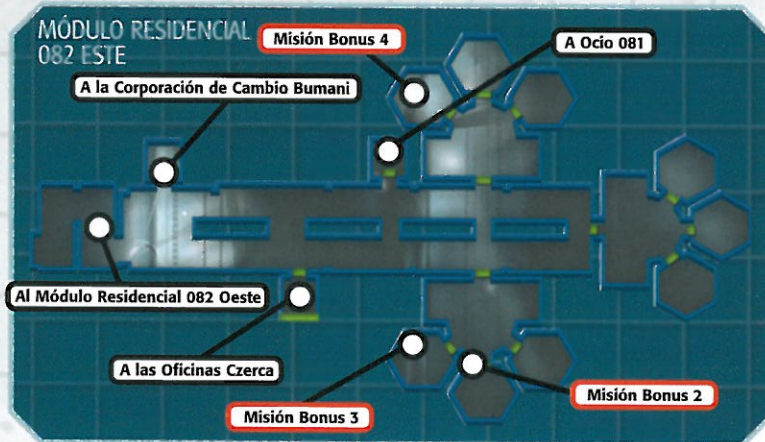 MÓDULO RESIDENCIAL
082 ESTE
Misión Bonus 4
A Ocio 081
A la Corporación de Cambio Bumani
Al Módulo Residencial 082 Oeste
A las Oficinas Czerca
Misión Bonus 3
Misión Bonus 2